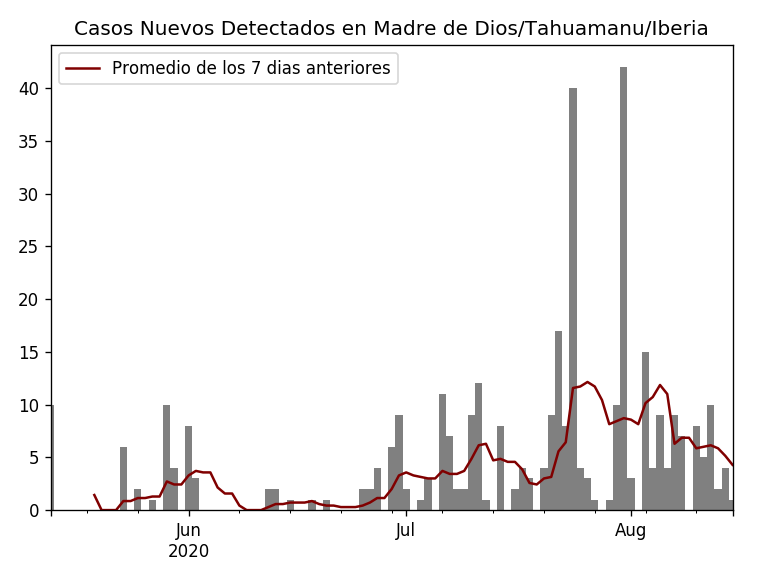 Casos Nuevos Detectados en Madre de Dios/Tahuamanu/Iberia
Promedio de los 7 dias anteriores
40
35
30
25
20
15
10
5
0
Jun
2020
Jul
Aug